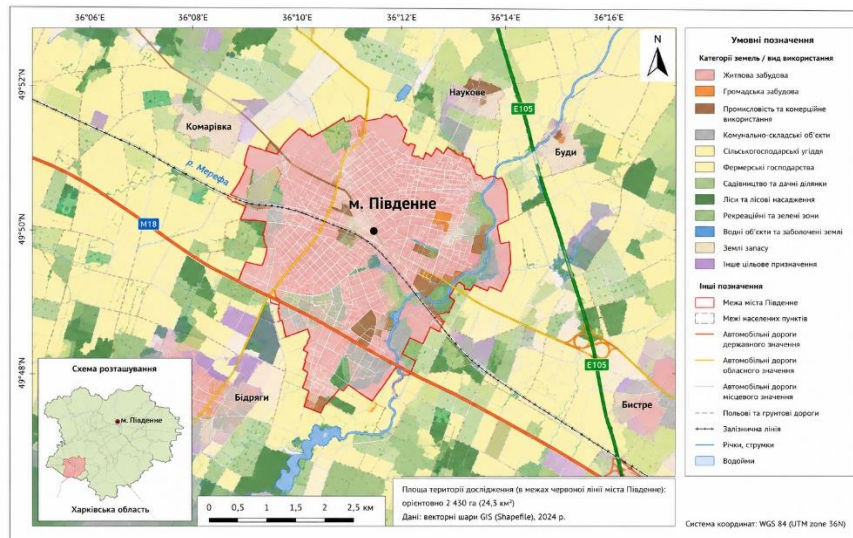 36°06'E
36°08'E
36°10'E
36°12'E
36°14'E
36°16'E
49°52'N
49°50'N
49°48'N
N
Наукове
E105
Комарівка
Буди
р. Мерефа
м. Південне
М18
E105
Бідряги
Бистре
Схема розташування
м. Південне
Харківська область
0 0,5 1 1,5 2 2,5 км
Площа території дослідження (в межах червоної лінії міста Південне):
орієнтовно 2 430 га (24,3 км²)
Дані: векторні шари GIS (Shapefile), 2024 р.
Умовні позначення
Категорії земель / вид використання
Житлова забудова
Громадська забудова
Промисловість та комерційне
використання
Комунально-складські об'єкти
Сільськогосподарські угіддя
Фермерські господарства
Садівництво та дачні ділянки
Ліси та лісові насадження
Рекреаційні та зелені зони
Водні об'єкти та заболочені землі
Землі запасу
Інше цільове призначення
Інші позначення
Межа міста Південне
Межі населених пунктів
Автомобільні дороги
державного значення
Автомобільні дороги
обласного значення
Автомобільні дороги
місцевого значення
Польові та ґрунтові дороги
Залізнична лінія
Річки, струмки
Водойми
Система координат: WGS 84 (UTM zone 36N)